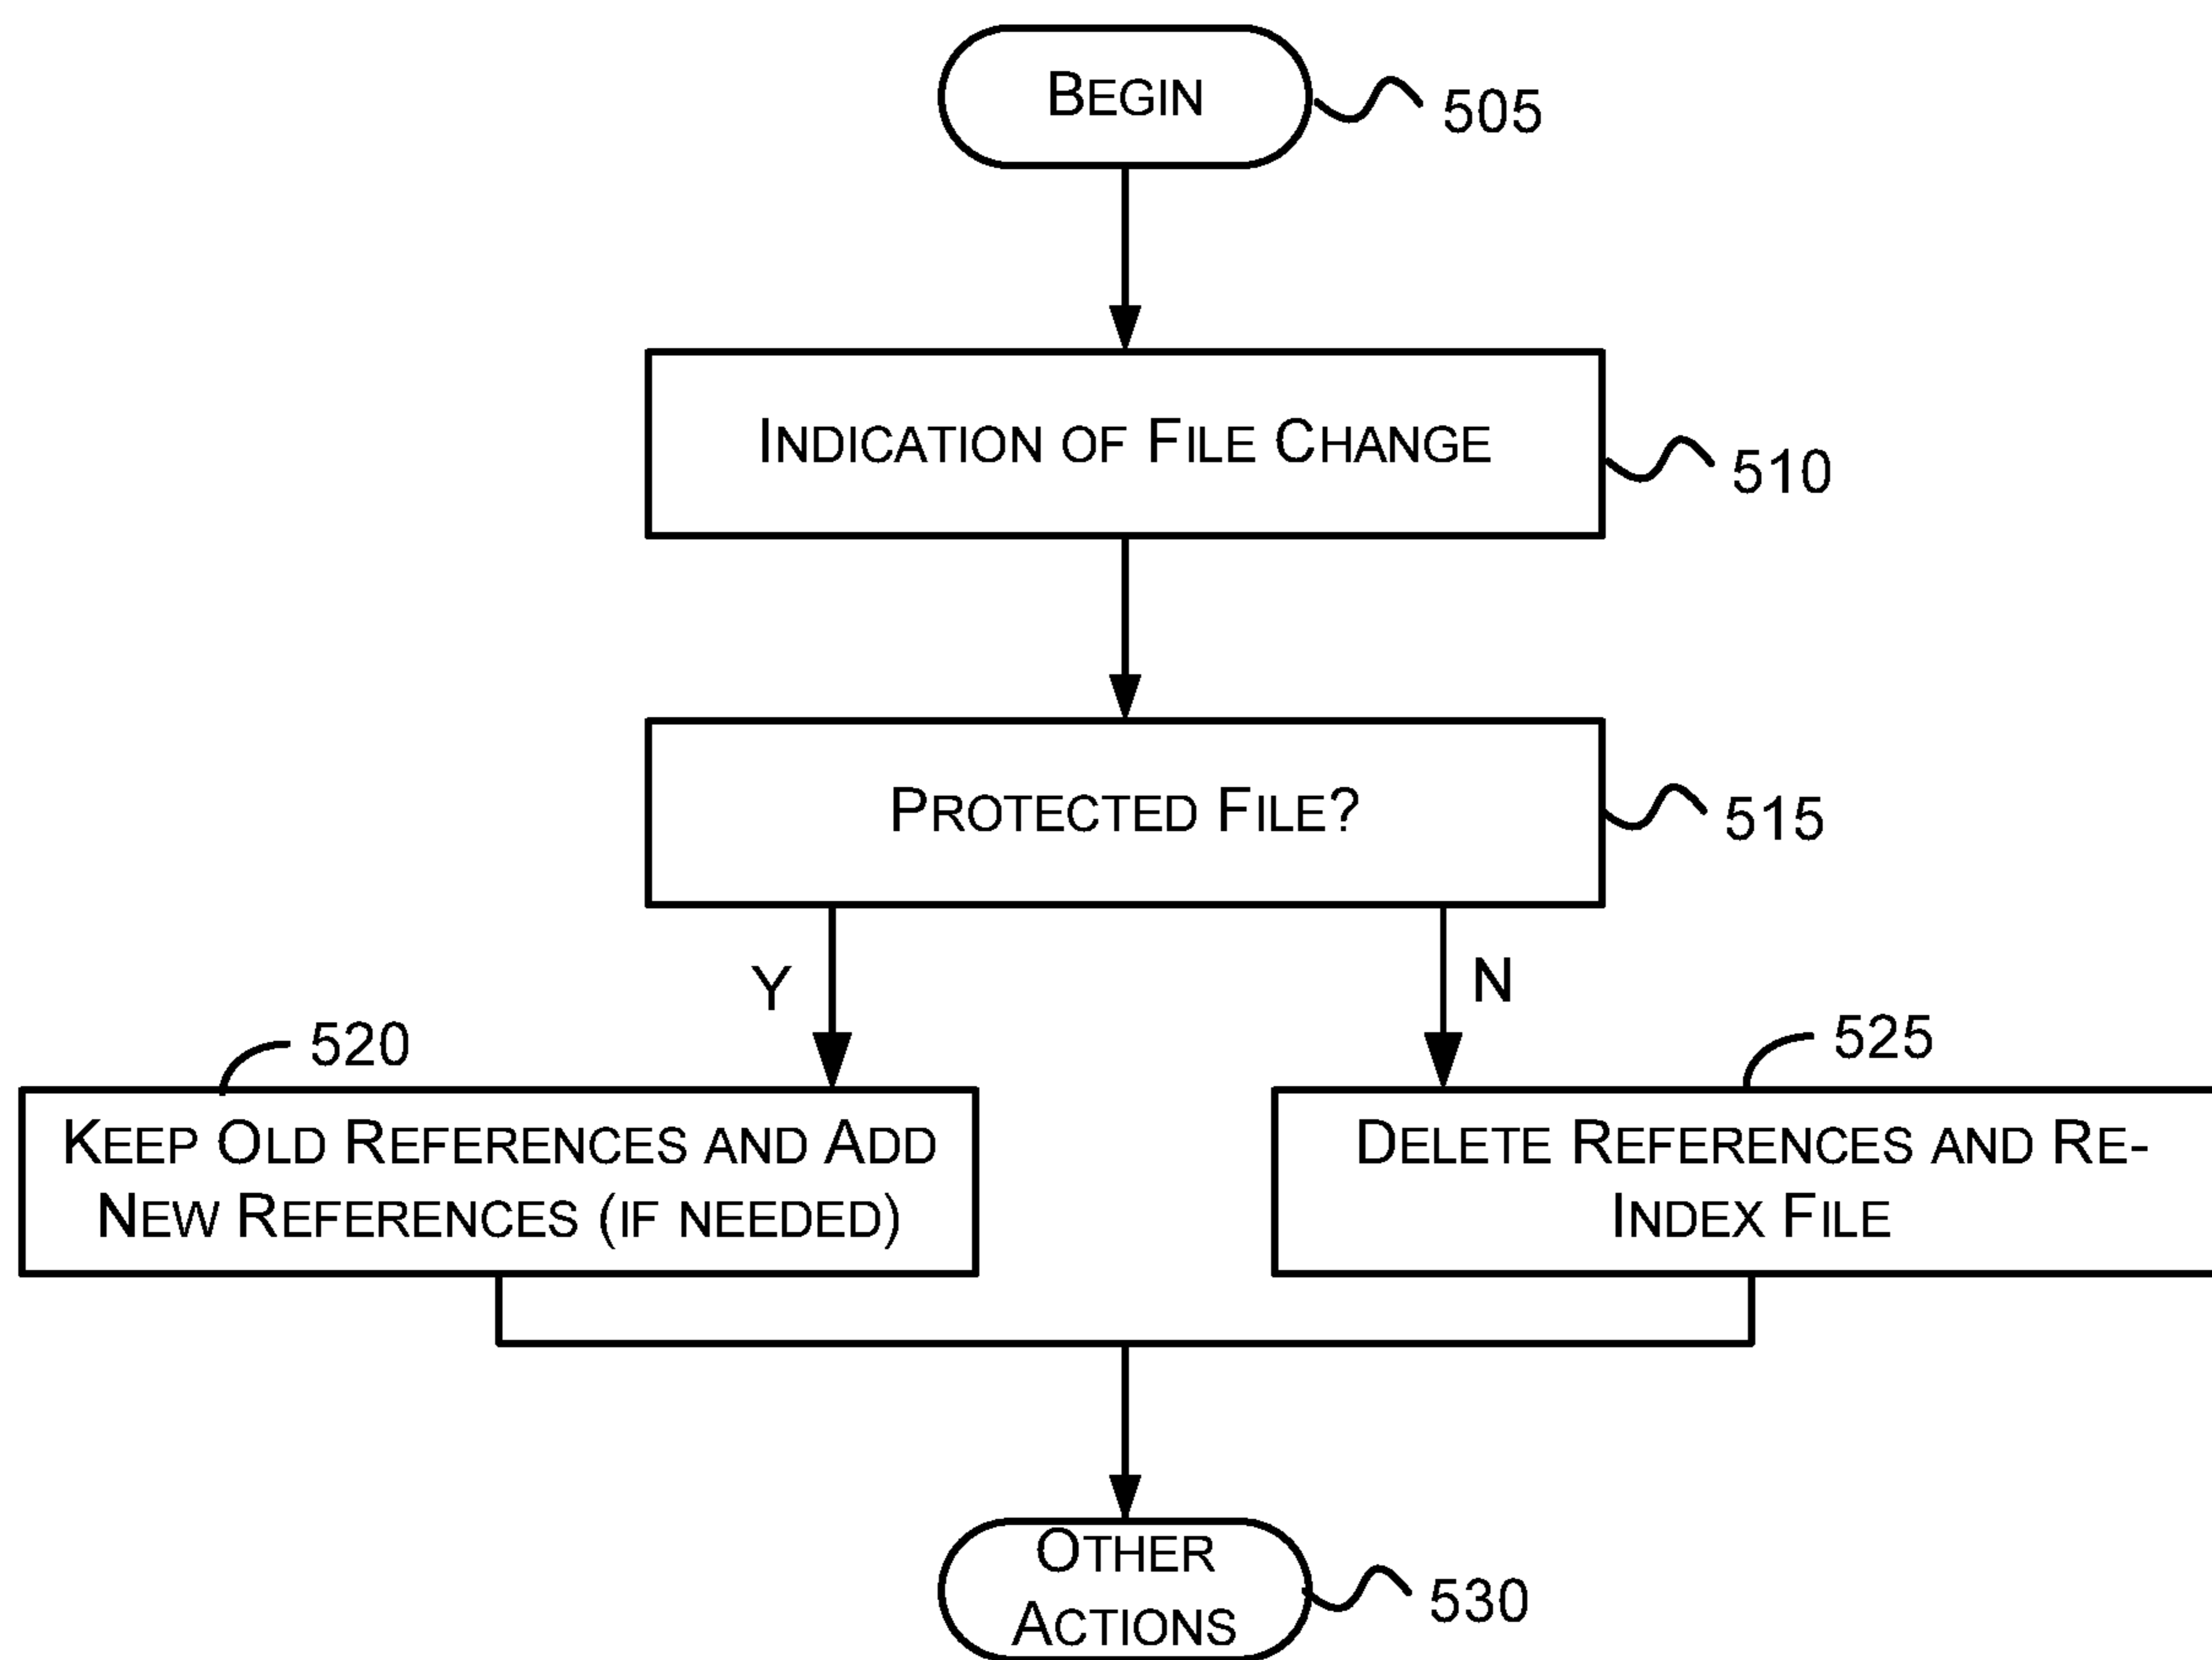 BEGIN
505
INDICATION OF FILE CHANGE
510
PROTECTED FILE?
515
Y
N
520
525
KEEP OLD REFERENCES AND ADD
NEW REFERENCES (IF NEEDED)
DELETE REFERENCES AND RE-
INDEX FILE
OTHER
ACTIONS
530